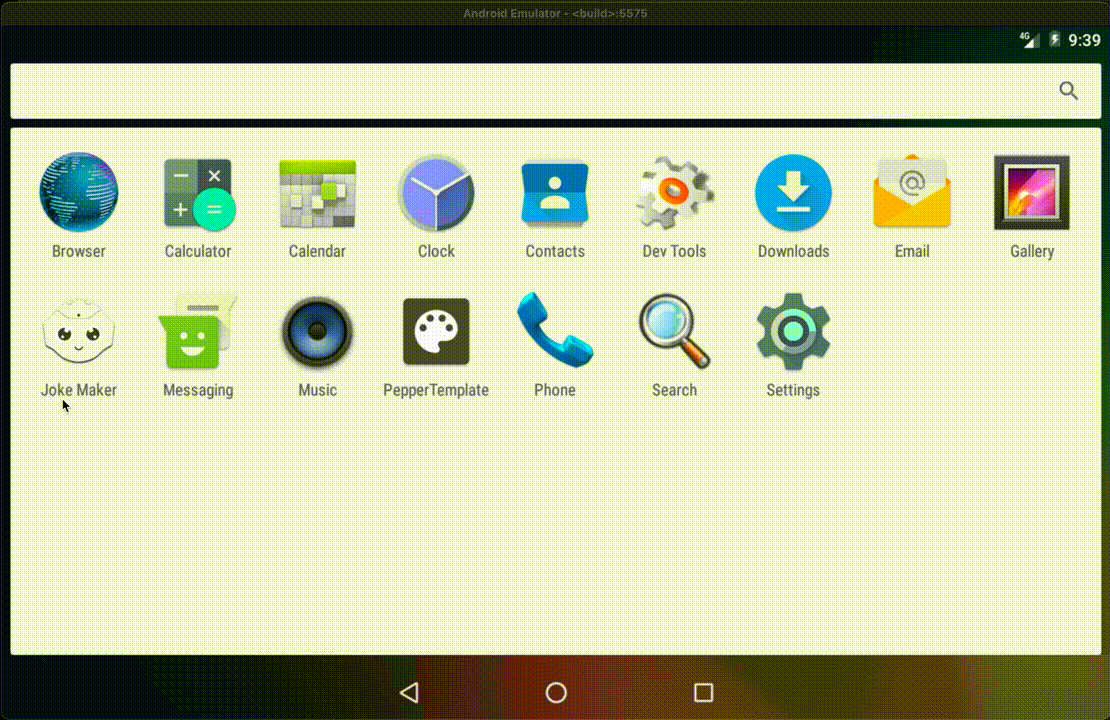 Android Emulator - <build>:5575
4G 9:39
Browser Calculator Calendar Clock Contacts Dev Tools Downloads Email Gallery
Joke Maker Messaging Music PepperTemplate Phone Search Settings